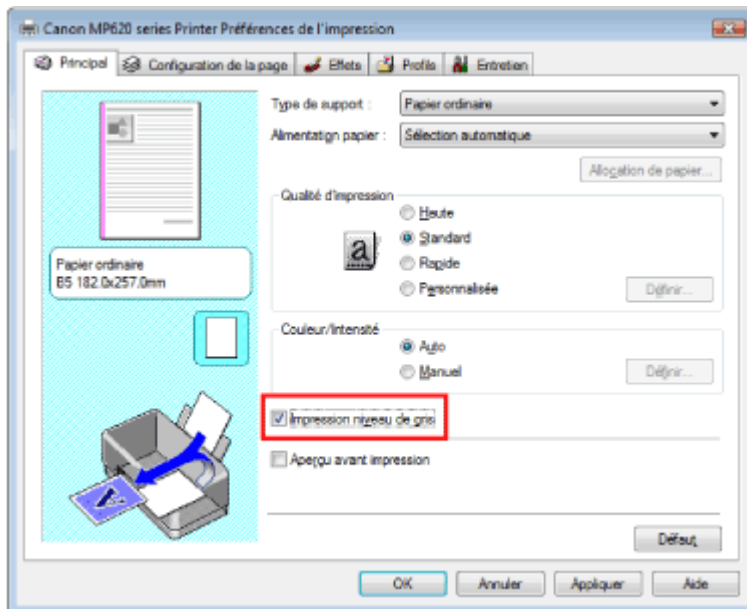 Canon MP620 series Printer Préférences de l'impression
Principal
Configuration de la page
Effets
Profils
Entretien
Type de support :
Papier ordinaire
Alimentation papier :
Sélection automatique
Allocation de papier...
Qualité d'impression
Haute
Standard
Rapide
Personnalisée
Définir...
Papier ordinaire
B5 182.0x257.0mm
Couleur/Intensité
Auto
Manuel
Définir...
Impression niveau de gris
Aperçu avant impression
Défaut
OK
Annuler
Appliquer
Aide